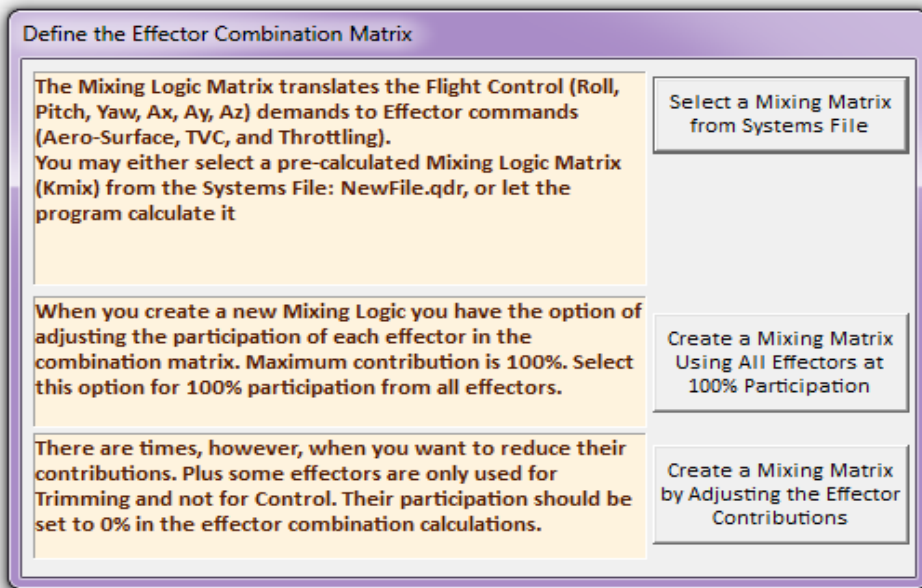 Define the Effector Combination Matrix
The Mixing Logic Matrix translates the Flight Control (Roll,
Pitch, Yaw, Ax, Ay, Az) demands to Effector commands
(Aero-Surface, TVC, and Throttling).
You may either select a pre-calculated Mixing Logic Matrix
(Kmix) from the Systems File: NewFile.qdr, or let the
program calculate it
Select a Mixing Matrix
from Systems File
When you create a new Mixing Logic you have the option of
adjusting the participation of each effector in the
combination matrix. Maximum contribution is 100%. Select
this option for 100% participation from all effectors.
Create a Mixing Matrix
Using All Effectors at
100% Participation
There are times, however, when you want to reduce their
contributions. Plus some effectors are only used for
Trimming and not for Control. Their participation should be
set to 0% in the effector combination calculations.
Create a Mixing Matrix
by Adjusting the Effector
Contributions